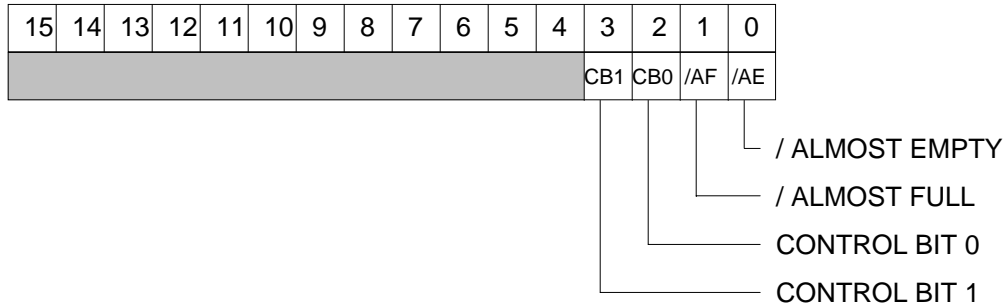 15 14 13 12 11 10 9 8 7 6 5 4 3 2 1 0
CB1 CB0 /AF /AE
/ ALMOST EMPTY
/ ALMOST FULL
CONTROL BIT 0
CONTROL BIT 1